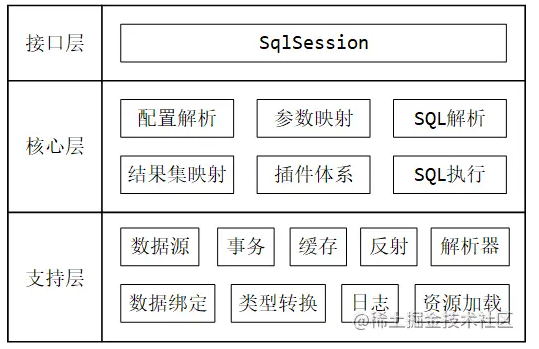 接口层
SqlSession
核心层
配置解析 参数映射 SQL解析
结果集映射 插件体系 SQL执行
支持层
数据源 事务 缓存 反射 解析器
数据绑定 类型转换 日志 资源加载
@稀土掘金技术社区